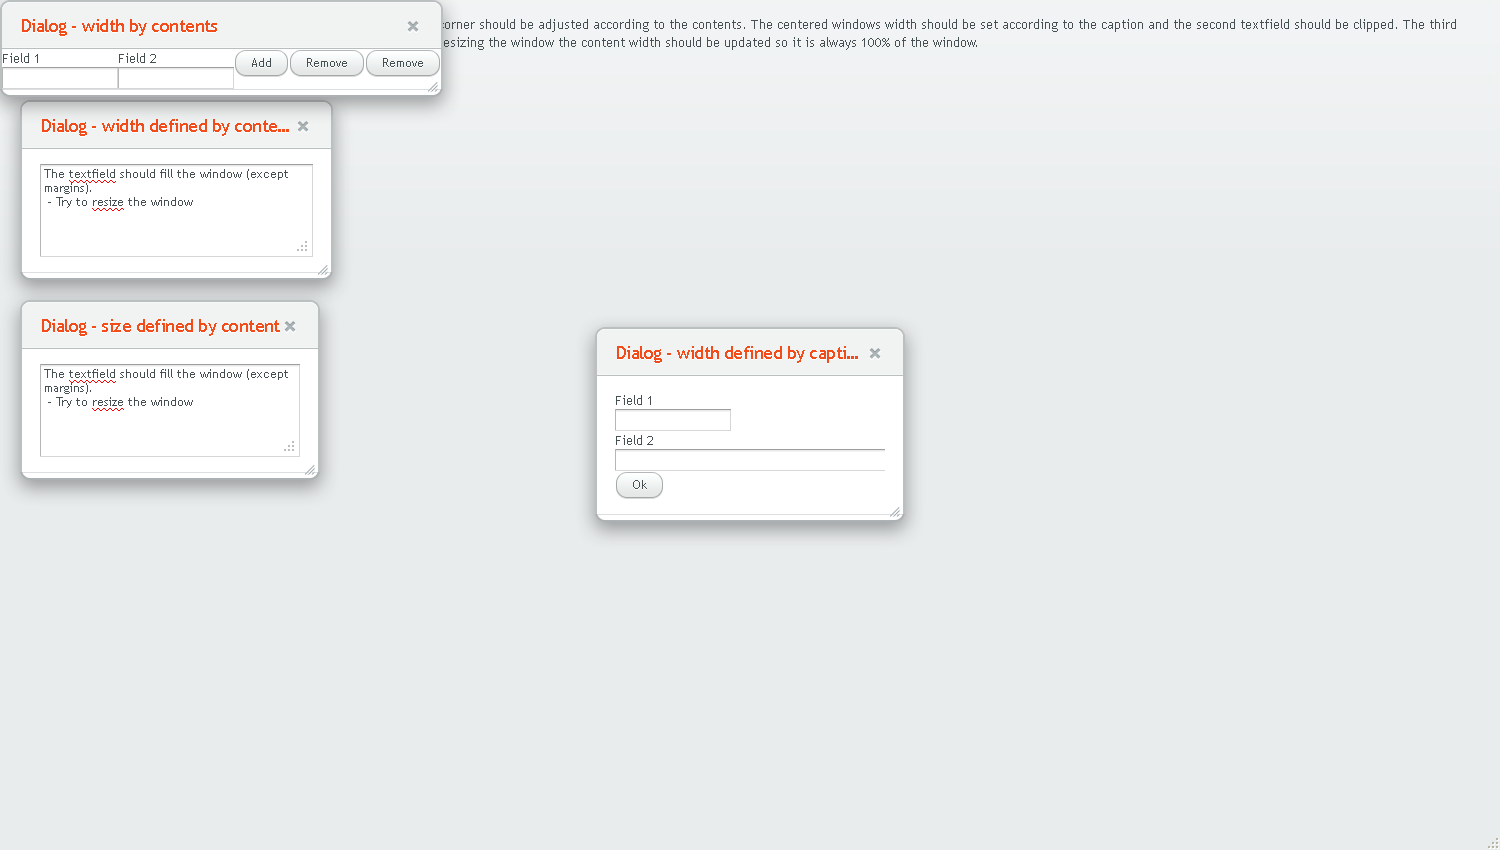 Dialog - width by contents
orner should be adjusted according to the contents. The centered windows width should be set according to the caption and the second textfield should be clipped. The third
esizing the window the content width should be updated so it is always 100% of the window.
Field 1 Field 2 Add Remove Remove
Dialog - width defined by conte...
The textfield should fill the window (except
margins).
- Try to resize the window
Dialog - size defined by content
The textfield should fill the window (except
margins).
- Try to resize the window
Dialog - width defined by capti...
Field 1
Field 2
Ok